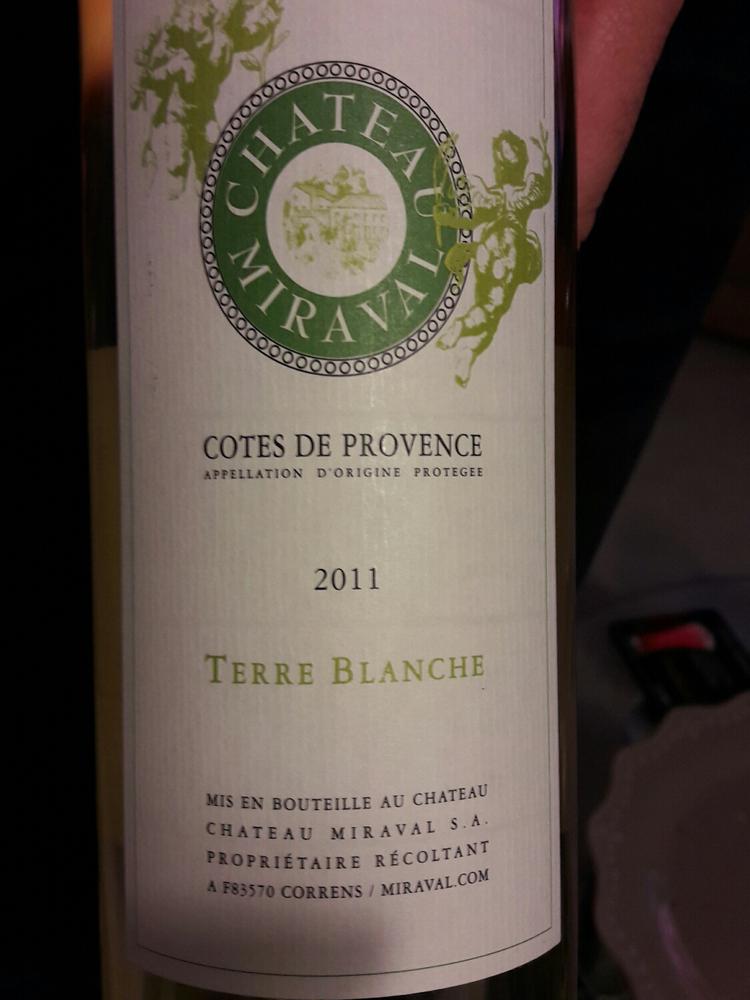 CHATEAU
MIRAVAL
COTES DE PROVENCE
APPELLATION D'ORIGINE PROTEGEE
2011
TERRE BLANCHE
MIS EN BOUTEILLE AU CHATEAU
CHATEAU MIRAVAL S.A.
PROPRIÉTAIRE RÉCOLTANT
A F83570 CORRENS / MIRAVAL.COM